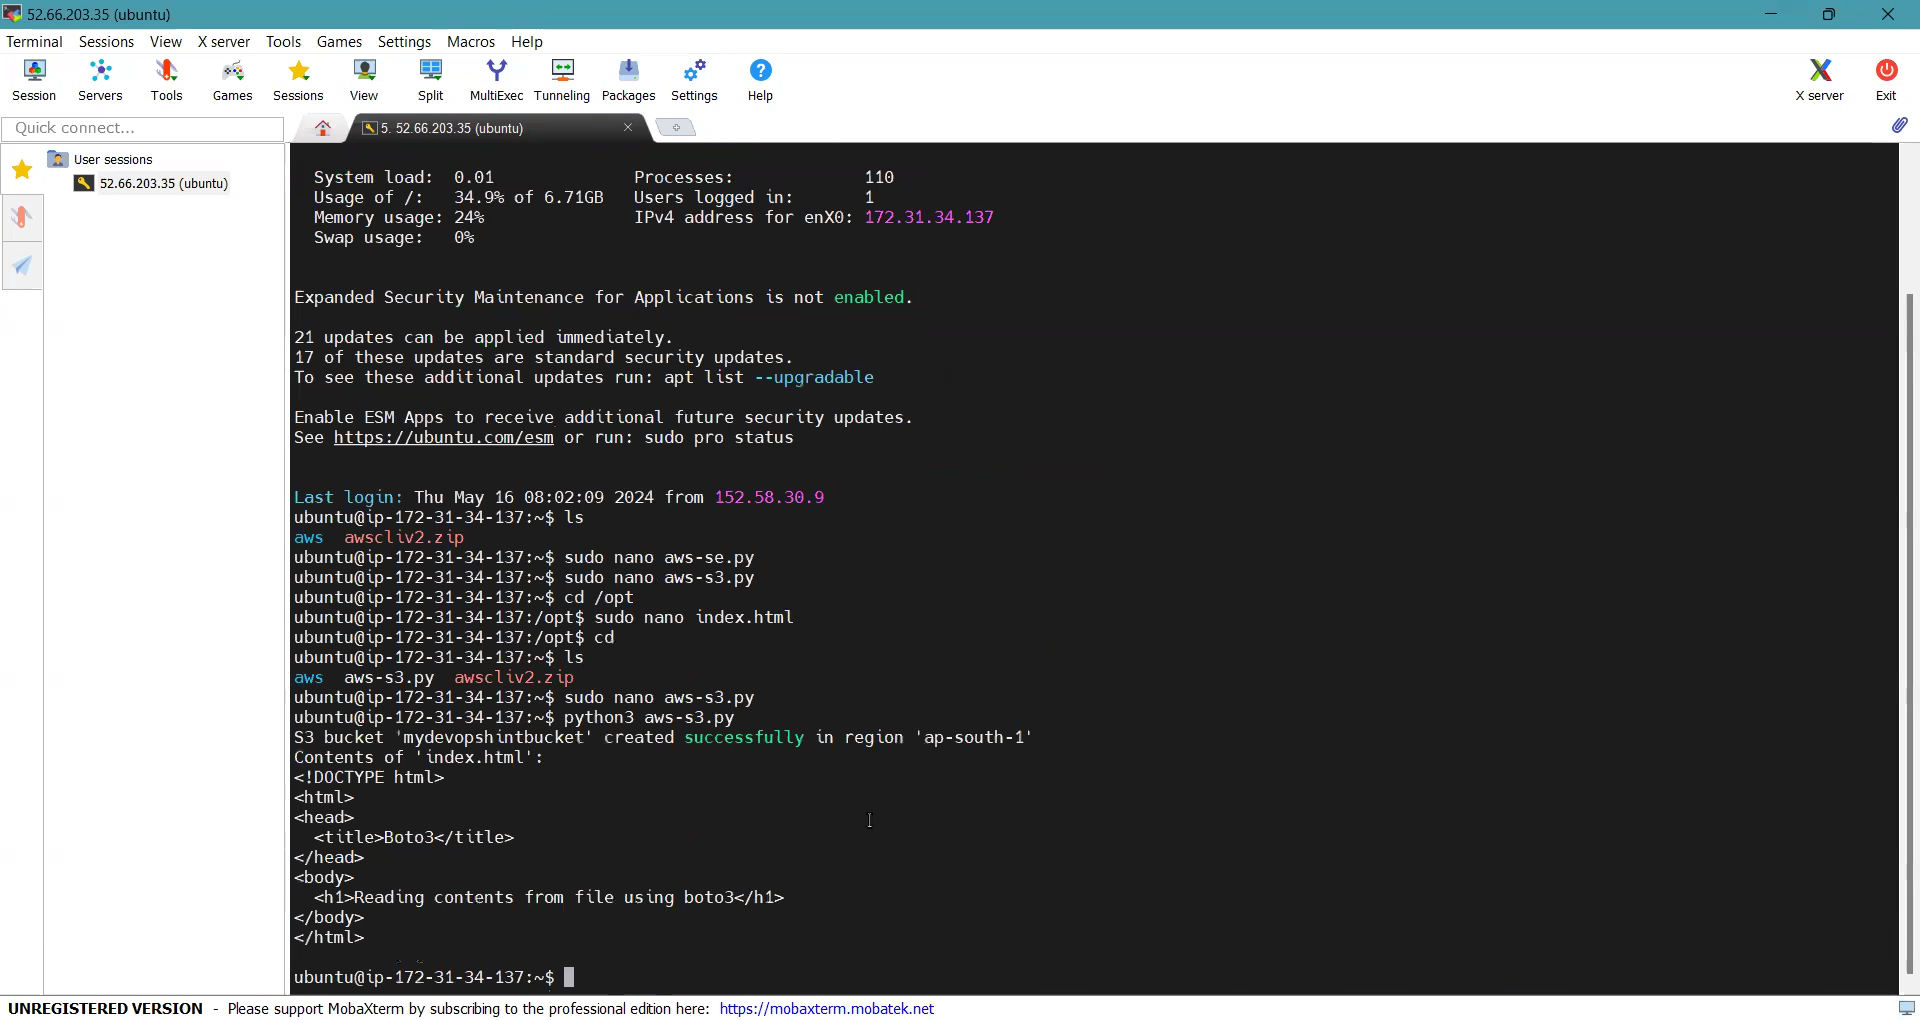 52.66.203.35 (ubuntu)
Terminal Sessions View X server Tools Games Settings Macros Help
Session Servers Tools Games Sessions View Split MultiExec Tunneling Packages Settings Help X server Exit
Quick connect...
5. 52.66.203.35 (ubuntu)
User sessions
52.66.203.35 (ubuntu)
System load: 0.01 Processes: 110
Usage of /: 34.9% of 6.71GB Users logged in: 1
Memory usage: 24% IPv4 address for enX0: 172.31.34.137
Swap usage: 0%
Expanded Security Maintenance for Applications is not enabled.
21 updates can be applied immediately.
17 of these updates are standard security updates.
To see these additional updates run: apt list --upgradable
Enable ESM Apps to receive additional future security updates.
See https://ubuntu.com/esm or run: sudo pro status
Last login: Thu May 16 08:02:09 2024 from 152.58.30.9
ubuntu@ip-172-31-34-137:~$ ls
aws awscliv2.zip
ubuntu@ip-172-31-34-137:~$ sudo nano aws-se.py
ubuntu@ip-172-31-34-137:~$ sudo nano aws-s3.py
ubuntu@ip-172-31-34-137:~$ cd /opt
ubuntu@ip-172-31-34-137:/opt$ sudo nano index.html
ubuntu@ip-172-31-34-137:/opt$ cd
ubuntu@ip-172-31-34-137:~$ ls
aws aws-s3.py awscliv2.zip
ubuntu@ip-172-31-34-137:~$ sudo nano aws-s3.py
ubuntu@ip-172-31-34-137:~$ python3 aws-s3.py
S3 bucket 'mydevopshintbucket' created successfully in region 'ap-south-1'
Contents of 'index.html':
<!DOCTYPE html>
<html>
<head>
<title>Boto3</title>
</head>
<body>
<h1>Reading contents from file using boto3</h1>
</body>
</html>
ubuntu@ip-172-31-34-137:~$
UNREGISTERED VERSION - Please support MobaXterm by subscribing to the professional edition here: https://mobaxterm.mobatek.net